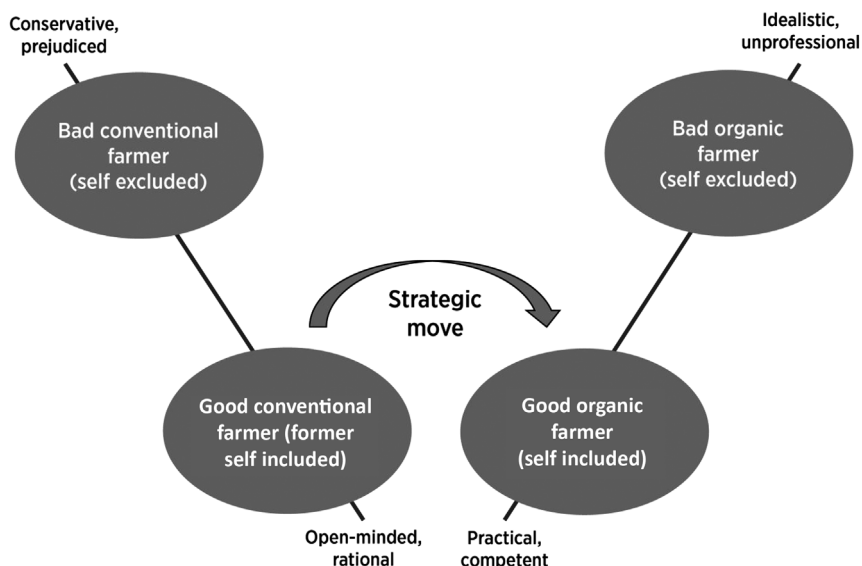 Conservative,
prejudiced
Idealistic,
unprofessional
Bad conventional
farmer
(self excluded)
Bad organic
farmer
(self excluded)
Strategic
move
Good conventional
farmer (former
self included)
Good organic
farmer
(self included)
Open-minded,
rational
Practical,
competent